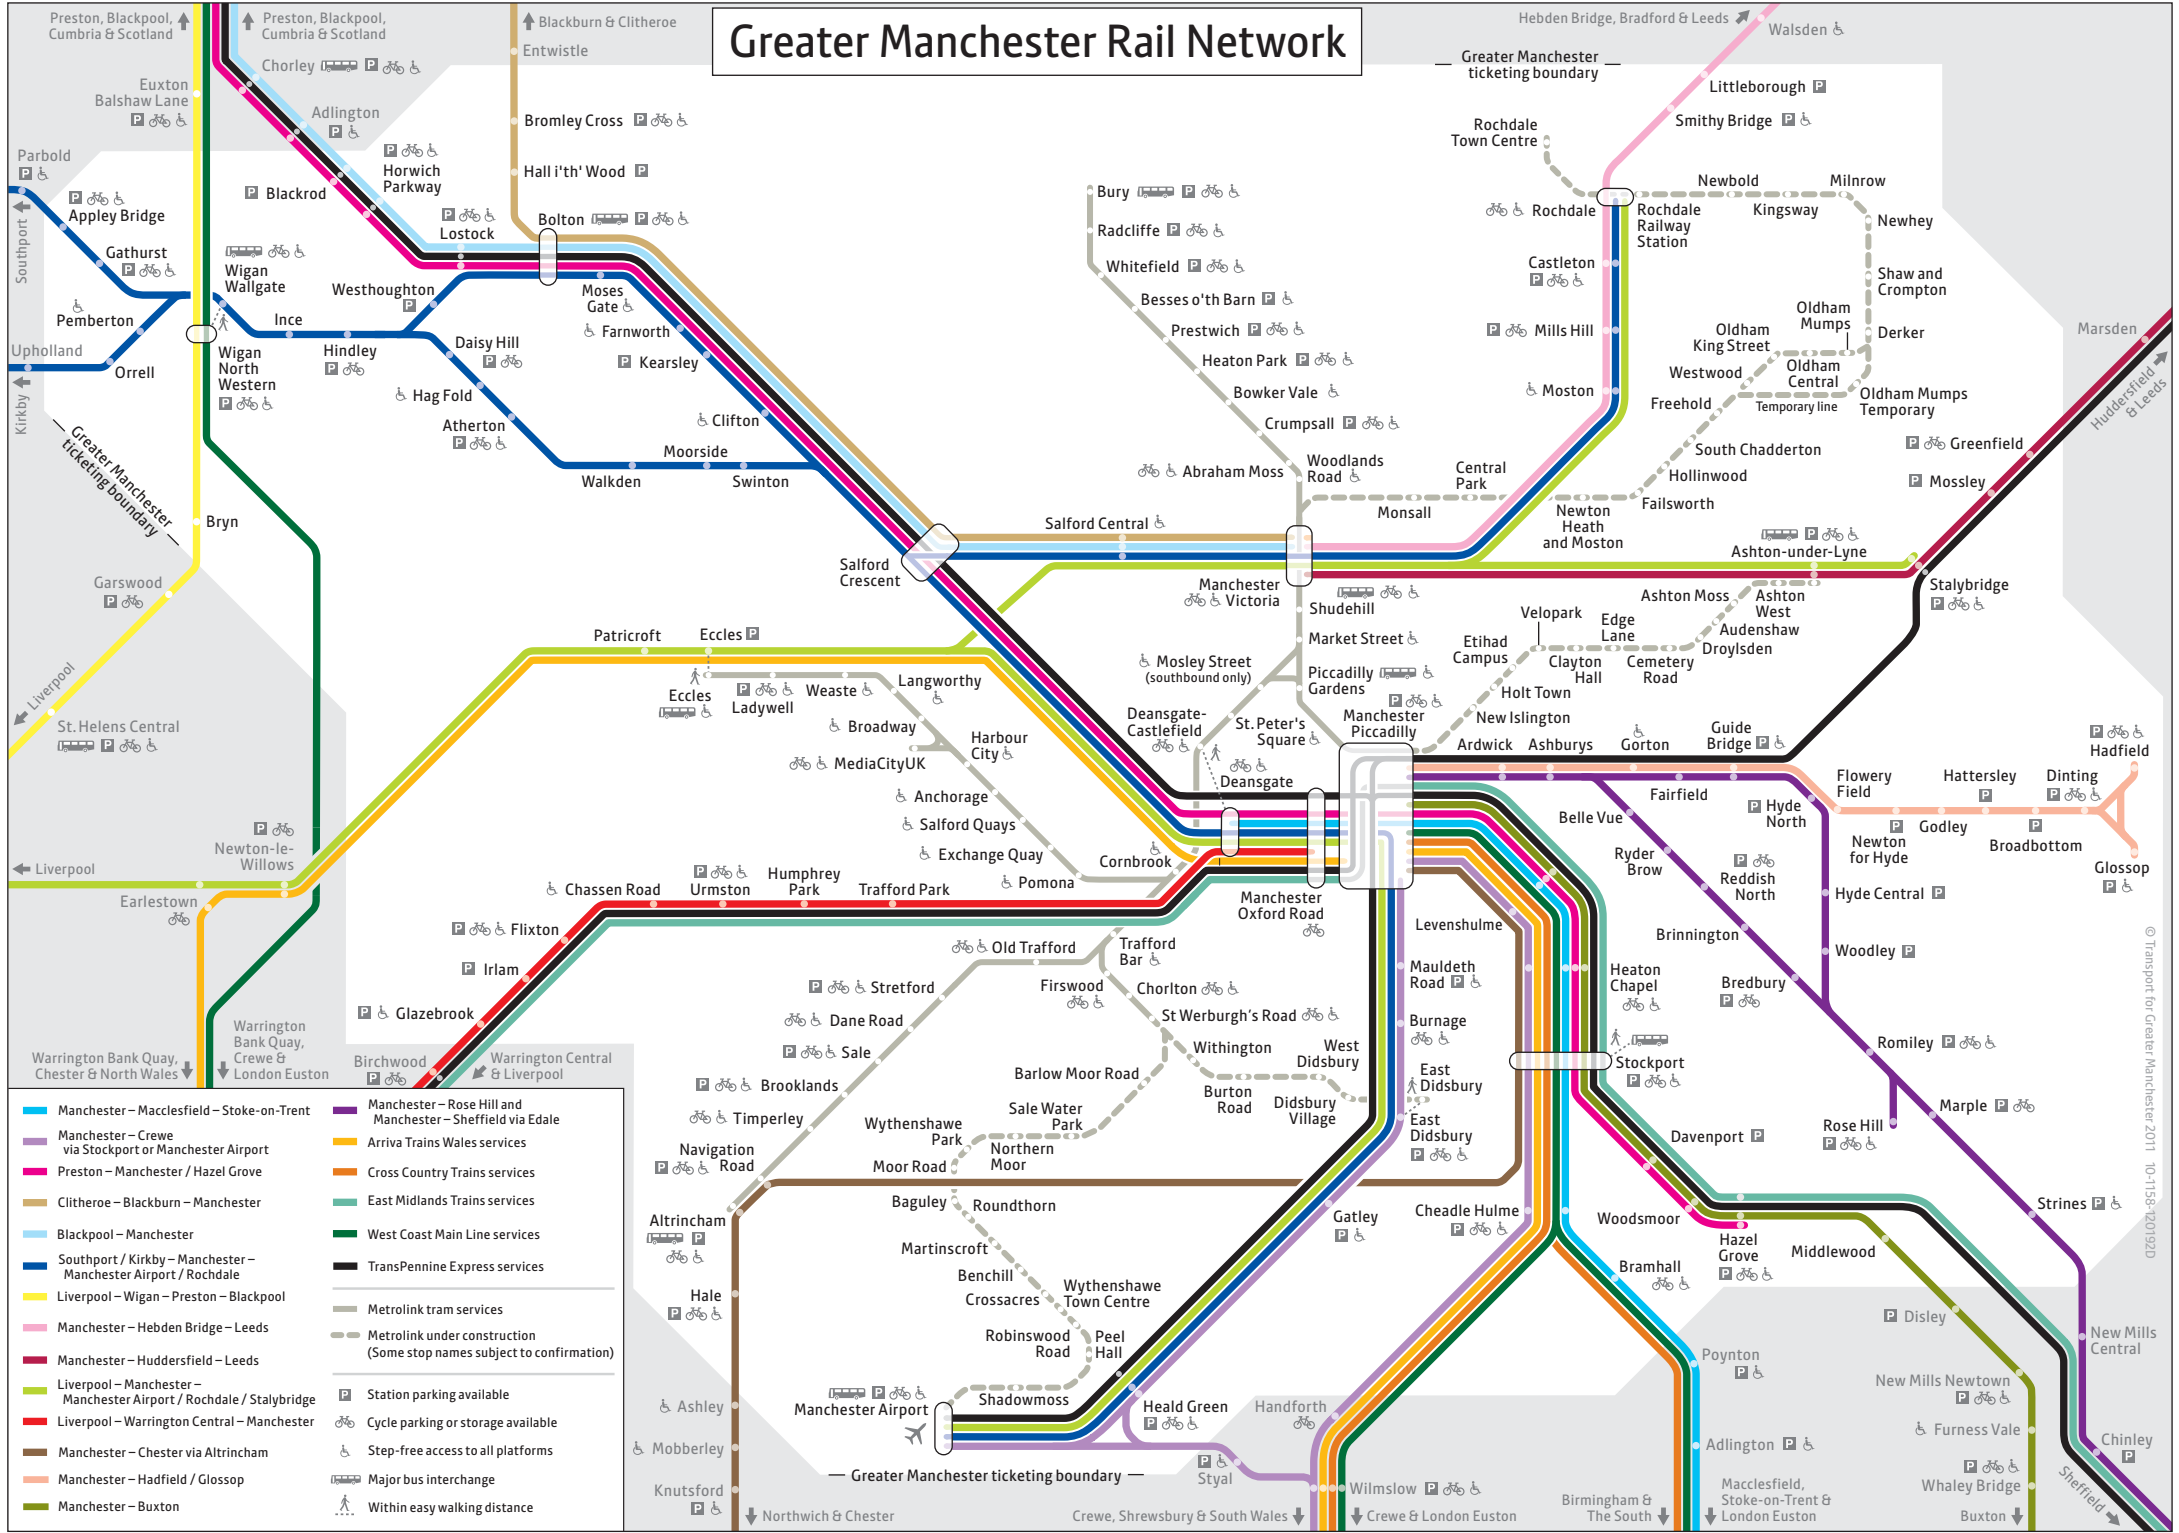 Greater Manchester Rail Network
Preston, Blackpool,
Cumbria & Scotland
Preston, Blackpool,
Cumbria & Scotland
Blackburn & Clitheroe
Entwistle
Hebden Bridge, Bradford & Leeds
Walsden
Greater Manchester
ticketing boundary
Chorley
Euxton
Balshaw Lane
Adlington
Littleborough
Smithy Bridge
Bromley Cross
Hall i'th' Wood
Rochdale
Town Centre
Parbold
Horwich
Parkway
Blackrod
Appley Bridge
Southport
Gathurst
Lostock
Bolton
Bury
Radcliffe
Whitefield
Besses o'th Barn
Prestwich
Heaton Park
Bowker Vale
Crumpsall
Abraham Moss
Woodlands
Road
Rochdale
Rochdale
Railway
Station
Newbold
Kingsway
Milnrow
Newhey
Shaw and
Crompton
Derker
Castleton
Mills Hill
Moston
Oldham
Mumps
Oldham
King Street
Oldham
Central
Westwood
Temporary line
Oldham Mumps
Temporary
Freehold
South Chadderton
Hollinwood
Failsworth
Newton
Heath
and Moston
Central
Park
Monsall
Marsden
Huddersfield
& Leeds
Greenfield
Mossley
Wigan
Wallgate
Pemberton
Upholland
Orrell
Kirkby
Ince
Hindley
Westhoughton
Wigan
North
Western
Daisy Hill
Hag Fold
Atherton
Walkden
Moorside
Swinton
Moses
Gate
Farnworth
Kearsley
Clifton
Greater Manchester
ticketing boundary
Bryn
Garswood
Liverpool
St. Helens Central
Salford Central
Salford
Crescent
Manchester
Victoria
Shudehill
Market Street
Mosley Street
(southbound only)
Piccadilly
Gardens
Ashton-under-Lyne
Stalybridge
Ashton Moss
Ashton
West
Audenshaw
Droylsden
Cemetery
Road
Edge
Lane
Clayton
Hall
Velopark
Etihad
Campus
Holt Town
New Islington
Patricroft
Eccles
Eccles
Ladywell
Weaste
Langworthy
Broadway
Harbour
City
MediaCityUK
Anchorage
Salford Quays
Exchange Quay
Pomona
Cornbrook
Deansgate-
Castlefield
St. Peter's
Square
Deansgate
Manchester
Piccadilly
Manchester
Oxford Road
Ardwick
Ashburys
Gorton
Guide
Bridge
Fairfield
Belle Vue
Ryder
Brow
Reddish
North
Brinnington
Bredbury
Hyde
North
Hyde Central
Woodley
Flowery
Field
Newton
for Hyde
Godley
Hattersley
Broadbottom
Dinting
Hadfield
Glossop
Newton-le-
Willows
Liverpool
Earlestown
Chassen Road
Urmston
Humphrey
Park
Trafford Park
Flixton
Irlam
Glazebrook
Birchwood
Warrington Central
& Liverpool
Warrington Bank Quay,
Chester & North Wales
Warrington
Bank Quay,
Crewe &
London Euston
Old Trafford
Trafford
Bar
Stretford
Dane Road
Sale
Brooklands
Timperley
Navigation
Road
Altrincham
Hale
Ashley
Mobberley
Knutsford
Northwich & Chester
Firswood
Chorlton
St Werburgh's Road
Withington
West
Didsbury
Burton
Road
Didsbury
Village
East
Didsbury
East
Didsbury
Barlow Moor Road
Sale Water
Park
Northern
Moor
Wythenshawe
Park
Moor Road
Baguley
Roundthorn
Martinscroft
Benchill
Crossacres
Wythenshawe
Town Centre
Robinswood
Road
Peel
Hall
Shadowmoss
Manchester Airport
Levenshulme
Mauldeth
Road
Burnage
Heaton
Chapel
Stockport
Gatley
Heald Green
Styal
Cheadle Hulme
Handforth
Wilmslow
Greater Manchester ticketing boundary
Crewe, Shrewsbury & South Wales
Crewe & London Euston
Davenport
Woodsmoor
Hazel
Grove
Bramhall
Poynton
Adlington
Birmingham &
The South
Macclesfield,
Stoke-on-Trent &
London Euston
Middlewood
Disley
New Mills Newtown
Furness Vale
Whaley Bridge
Buxton
Romiley
Rose Hill
Marple
Strines
New Mills
Central
Chinley
Sheffield
© Transport for Greater Manchester 2011 10-1158-120192D
Manchester – Macclesfield – Stoke-on-Trent
Manchester – Crewe
via Stockport or Manchester Airport
Preston – Manchester / Hazel Grove
Clitheroe – Blackburn – Manchester
Blackpool – Manchester
Southport / Kirkby – Manchester –
Manchester Airport / Rochdale
Liverpool – Wigan – Preston – Blackpool
Manchester – Hebden Bridge – Leeds
Manchester – Huddersfield – Leeds
Liverpool – Manchester –
Manchester Airport / Rochdale / Stalybridge
Liverpool – Warrington Central – Manchester
Manchester – Chester via Altrincham
Manchester – Hadfield / Glossop
Manchester – Buxton
Manchester – Rose Hill and
Manchester – Sheffield via Edale
Arriva Trains Wales services
Cross Country Trains services
East Midlands Trains services
West Coast Main Line services
TransPennine Express services
Metrolink tram services
Metrolink under construction
(Some stop names subject to confirmation)
P Station parking available
Cycle parking or storage available
Step-free access to all platforms
Major bus interchange
Within easy walking distance